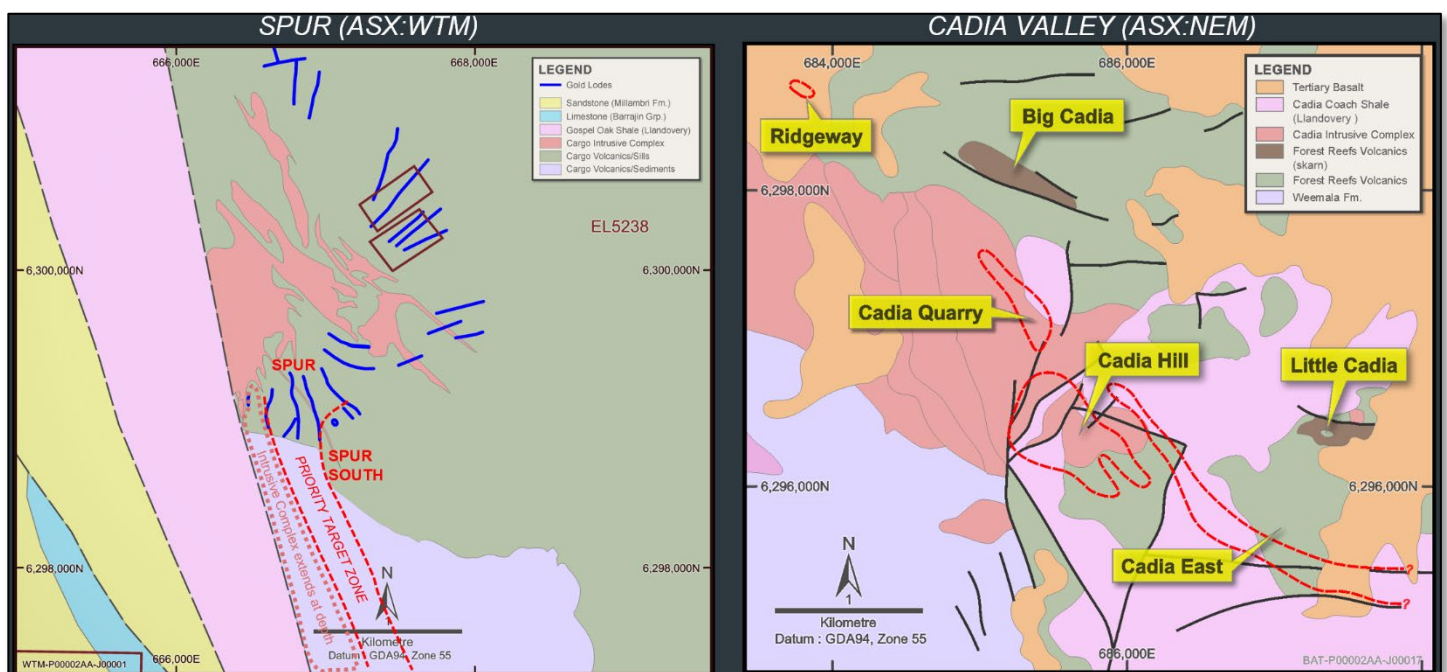 SPUR (ASX:WTM)
666,000E
668,000E
LEGEND
Gold Lodes
Sandstone (Millambri Fm.)
Limestone (Barrajin Grp.)
Gospel Oak Shale (Llandovery)
Cargo Intrusive Complex
Cargo Volcanics/Sills
Cargo Volcanics/Sediments
EL5238
6,300,000N
6,300,000N
SPUR
SPUR
SOUTH
PRIORITY TARGET ZONE
Intrusive Complex extends at depth
6,298,000N
6,298,000N
N
1
Kilometre
Datum : GDA94, Zone 55
WTM-P00002AA-J00001
666,000E
CADIA VALLEY (ASX:NEM)
684,000E
686,000E
LEGEND
Tertiary Basalt
Cadia Coach Shale
(Llandovery )
Cadia Intrusive Complex
Forest Reefs Volcanics
(skarn)
Forest Reefs Volcanics
Weemala Fm.
Ridgeway
Big Cadia
6,298,000N
Cadia Quarry
Cadia Hill
Little Cadia
6,296,000N
6,296,000N
Cadia East
?
?
N
1
Kilometre
Datum : GDA94, Zone 55
686,000E
BAT-P00002AA-J00017